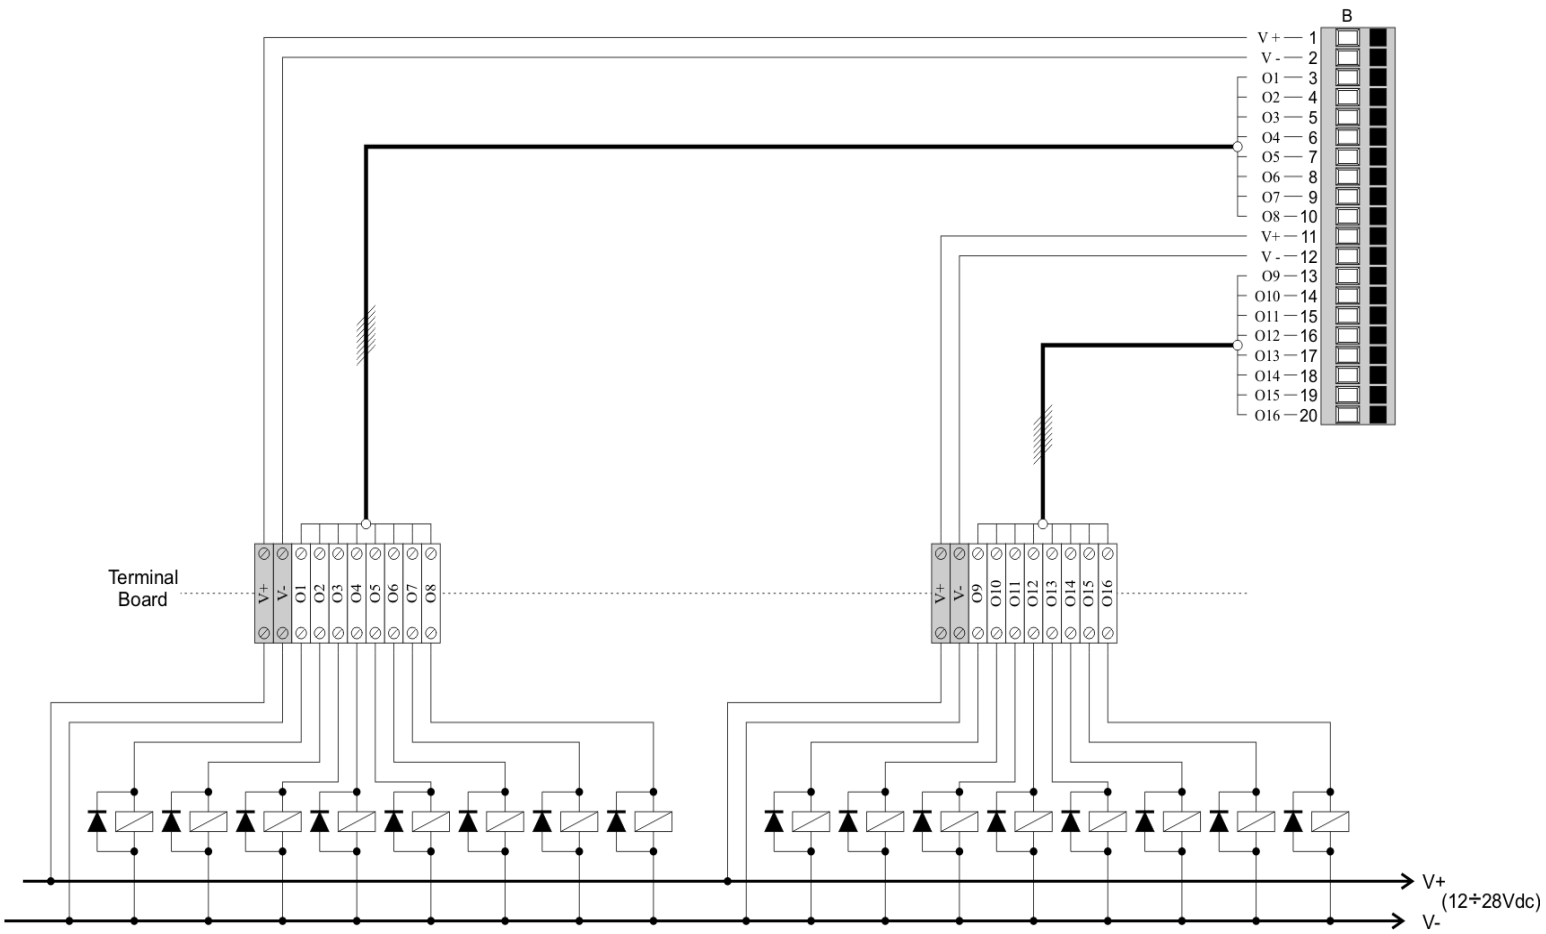 B
V + 1
V - 2
O1 3
O2 4
O3 5
O4 6
O5 7
O6 8
O7 9
O8 10
V+ 11
V - 12
O9 13
O10 14
O11 15
O12 16
O13 17
O14 18
O15 19
O16 20
Terminal
Board
V+ V- O1 O2 O3 O4 O5 O6 O7 O8
V+ V- O9 O10 O11 O12 O13 O14 O15 O16
V+
(12÷28Vdc)
V-